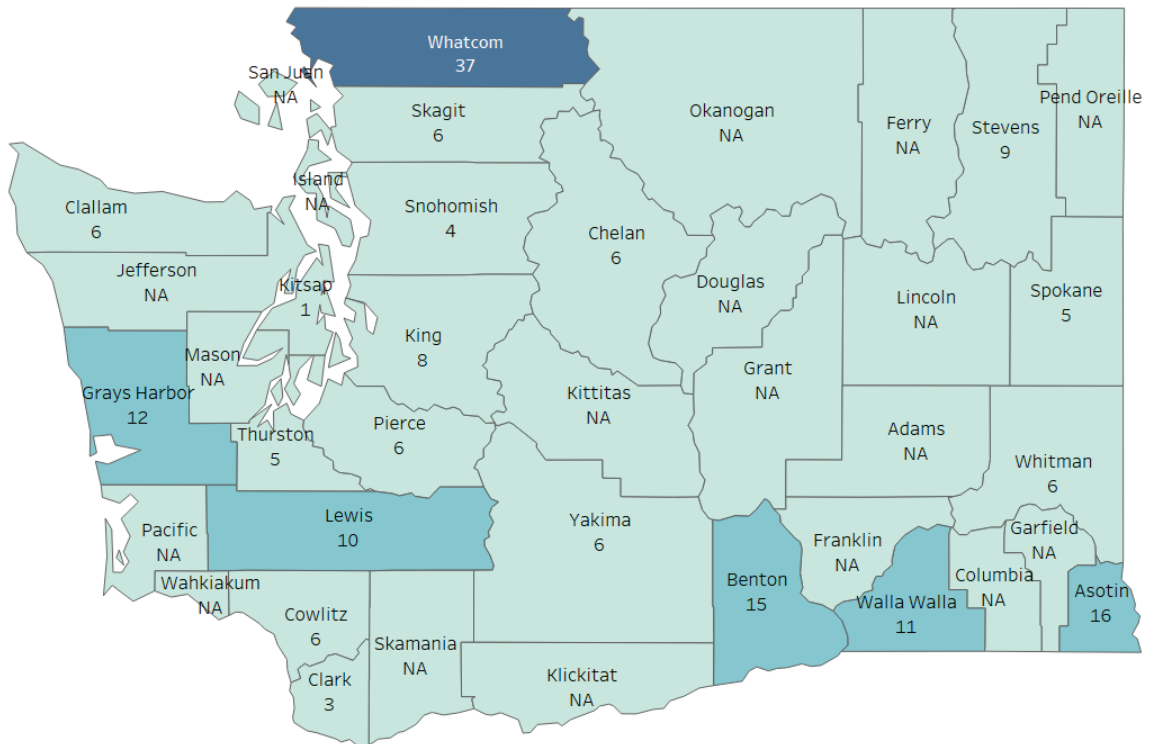 Whatcom
37
San Juan
NA
Skagit
6
Okanogan
NA
Ferry
NA
Stevens
9
Pend Oreille
NA
Island
NA
Clallam
6
Snohomish
4
Chelan
6
Jefferson
NA
Kitsap
1
Douglas
NA
Lincoln
NA
Spokane
5
King
8
Mason
NA
Grays Harbor
12
Kittitas
NA
Grant
NA
Thurston
5
Pierce
6
Adams
NA
Whitman
6
Lewis
10
Yakima
6
Pacific
NA
Franklin
NA
Garfield
NA
Wahkiakum
NA
Benton
15
Walla Walla
11
Columbia
NA
Asotin
16
Cowlitz
6
Skamania
NA
Clark
3
Klickitat
NA